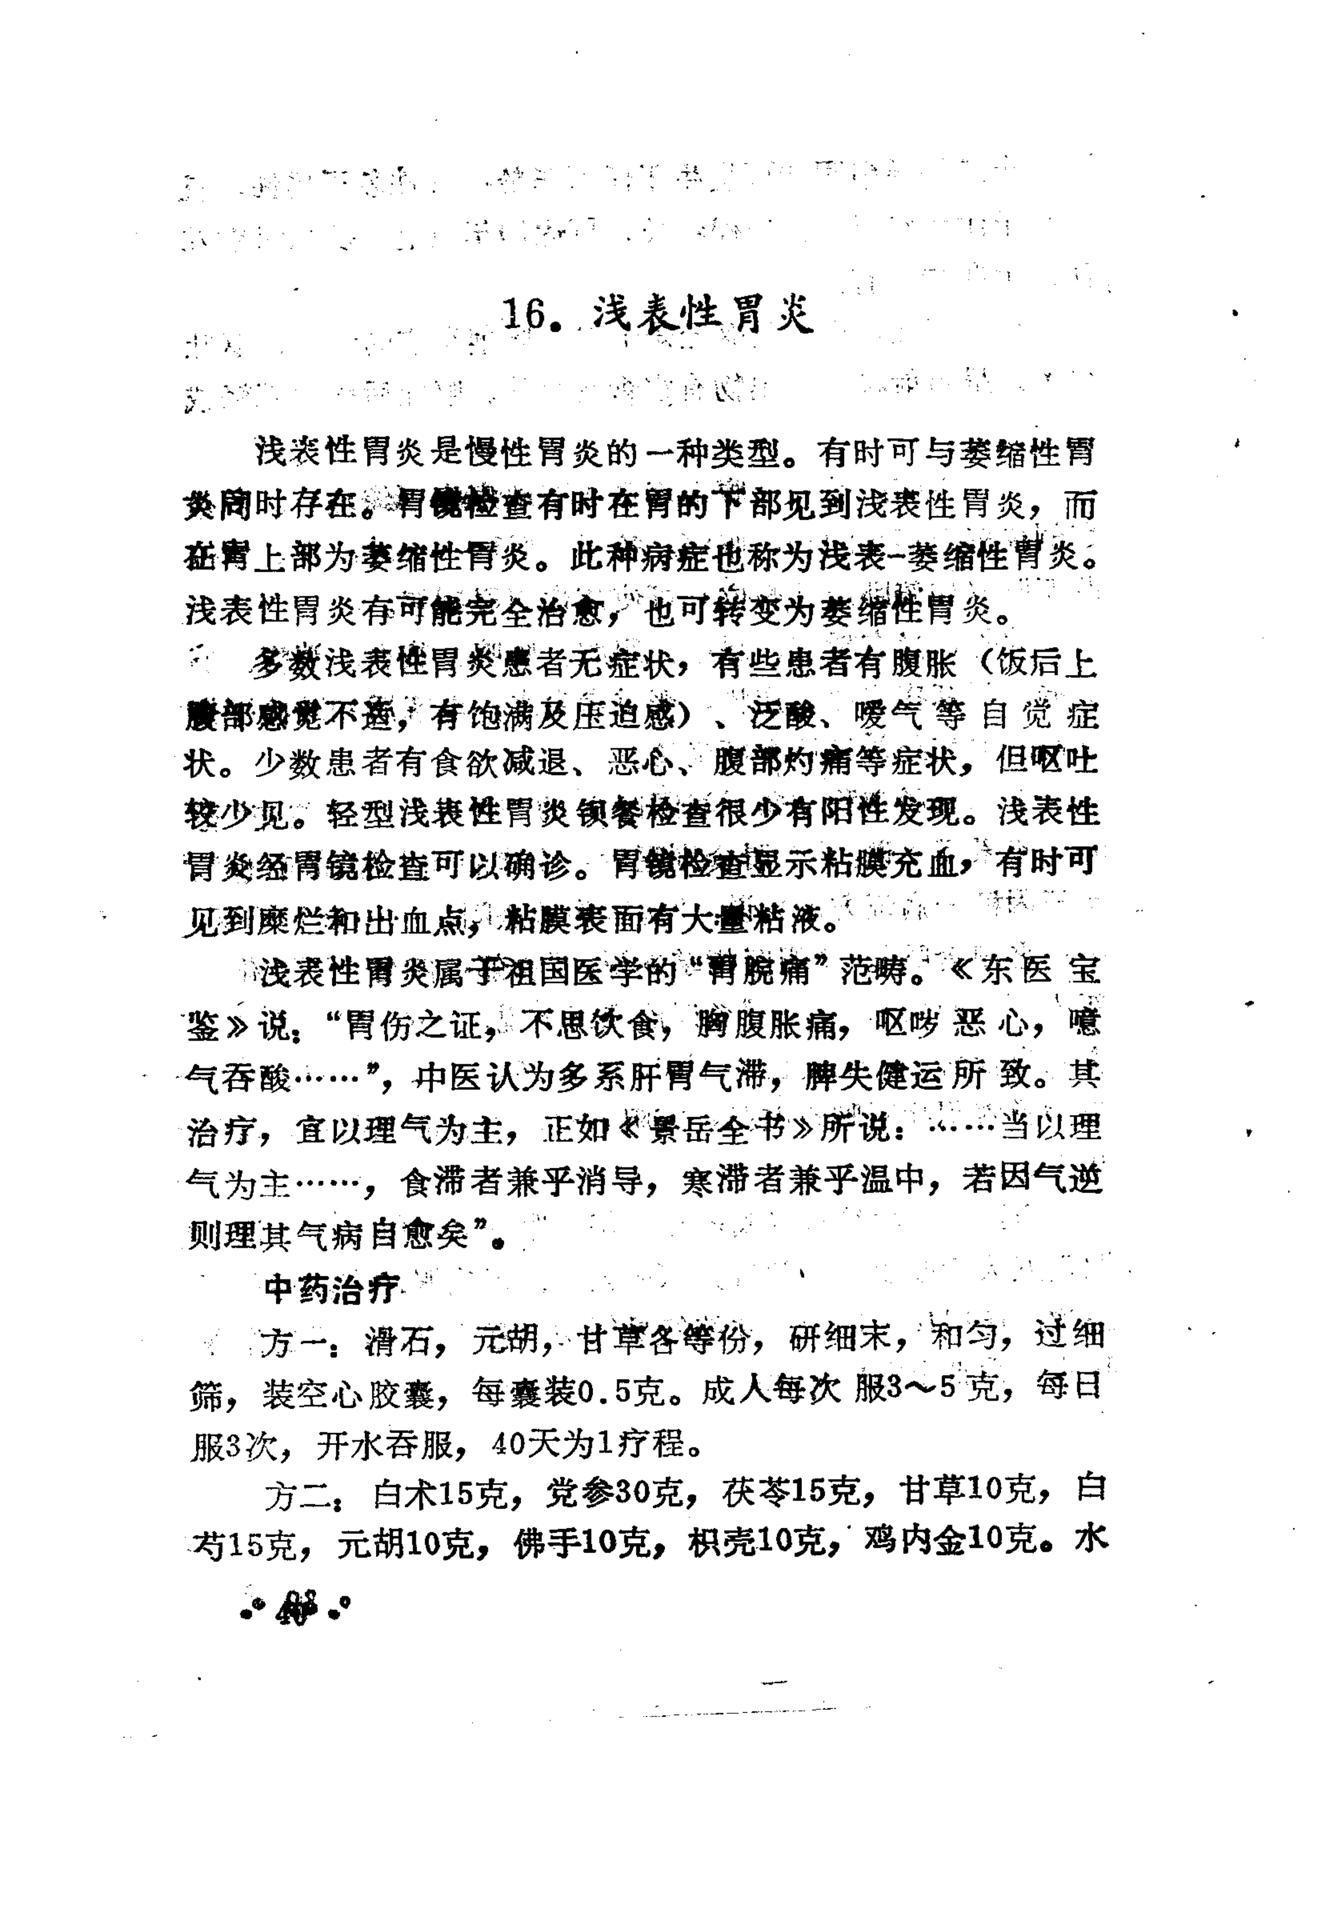 16. 浅表性胃炎
浅表性胃炎是慢性胃炎的一种类型。有时可与萎缩性胃
炎同时存在。胃镜检查有时在胃的下部见到浅表性胃炎，而
在胃上部为萎缩性胃炎。此种病症也称为浅表-萎缩性胃炎。
浅表性胃炎有可能完全治愈，也可转变为萎缩性胃炎。
多数浅表性胃炎患者无症状，有些患者有腹胀（饭后上
腹部感觉不适，有饱满及压迫感）、泛酸、嗳气等自觉症
状。少数患者有食欲减退、恶心、腹部灼痛等症状，但呕吐
较少见。轻型浅表性胃炎钡餐检查很少有阳性发现。浅表性
胃炎经胃镜检查可以确诊。胃镜检查显示粘膜充血，有时可
见到糜烂和出血点，粘膜表面有大量粘液。
浅表性胃炎属于祖国医学的“胃脘痛”范畴。《东医宝
鉴》说：“胃伤之证，不思饮食，胸腹胀痛，呕哕恶心，噫
气吞酸……”，中医认为多系肝胃气滞，脾失健运所致。其
治疗，宜以理气为主，正如《景岳全书》所说：……当以理
气为主……，食滞者兼乎消导，寒滞者兼乎温中，若因气逆
则理其气病自愈矣”。
中药治疗
方一：滑石，元胡，甘草各等份，研细末，和匀，过细
筛，装空心胶囊，每囊装0.5克。成人每次服3～5克，每日
服3次，开水吞服，40天为1疗程。
方二：白术15克，党参30克，茯苓15克，甘草10克，白
芍15克，元胡10克，佛手10克，枳壳10克，鸡内金10克。水